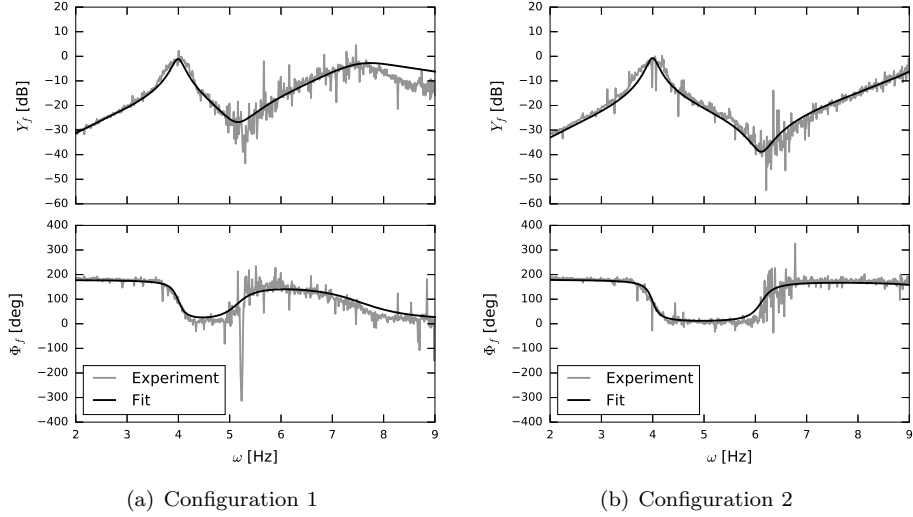 20
10
0
−10
−20
−30
−40
−50
−60
Y_f [dB]
400
300
200
100
0
−100
−200
−300
−400
Φ_f [deg]
Experiment
Fit
2 3 4 5 6 7 8 9
ω [Hz]
(a) Configuration 1
20
10
0
−10
−20
−30
−40
−50
−60
Y_f [dB]
400
300
200
100
0
−100
−200
−300
−400
Φ_f [deg]
Experiment
Fit
2 3 4 5 6 7 8 9
ω [Hz]
(b) Configuration 2